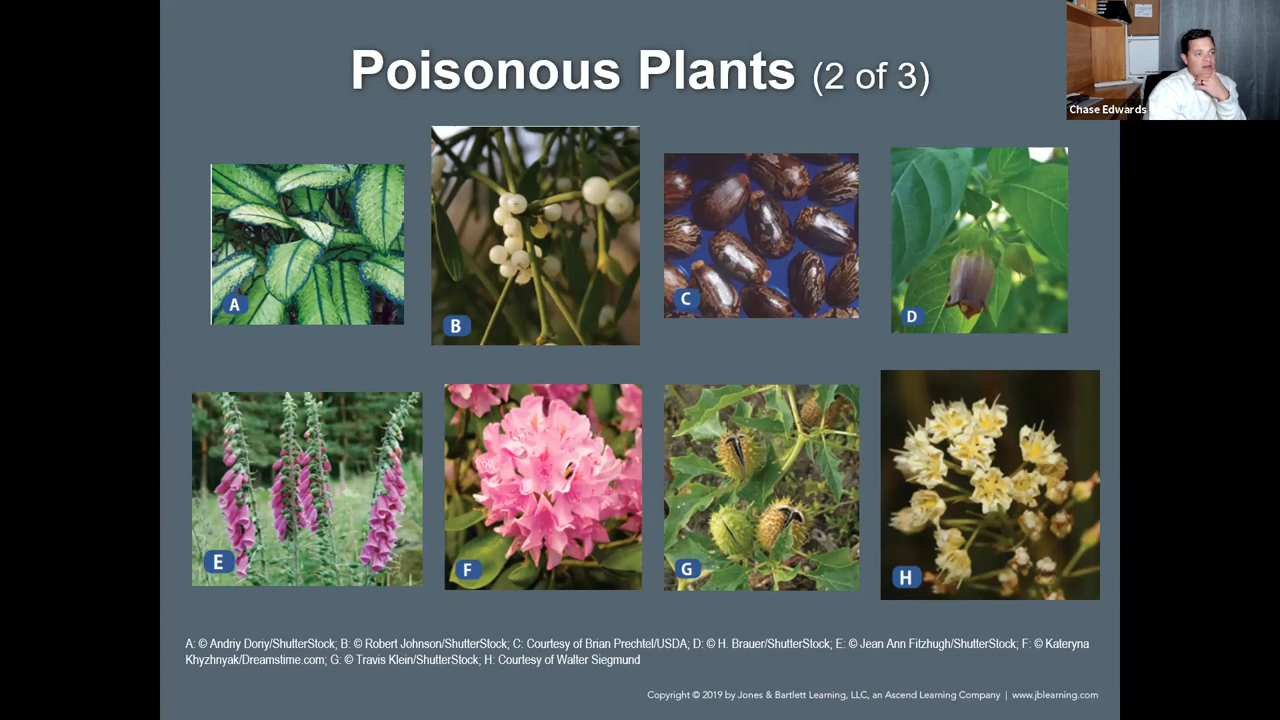 Poisonous Plants (2 of 3)
Chase Edwards
A
B
C
D
E
F
G
H
A: © Andriy Doriy/ShutterStock; B: © Robert Johnson/ShutterStock; C: Courtesy of Brian Prechtel/USDA; D: © H. Brauer/ShutterStock; E: © Jean Ann Fitzhugh/ShutterStock; F: © Kateryna
Khyzhnyak/Dreamstime.com; G: © Travis Klein/ShutterStock; H: Courtesy of Walter Siegmund
Copyright © 2019 by Jones & Bartlett Learning, LLC, an Ascend Learning Company | www.jblearning.com